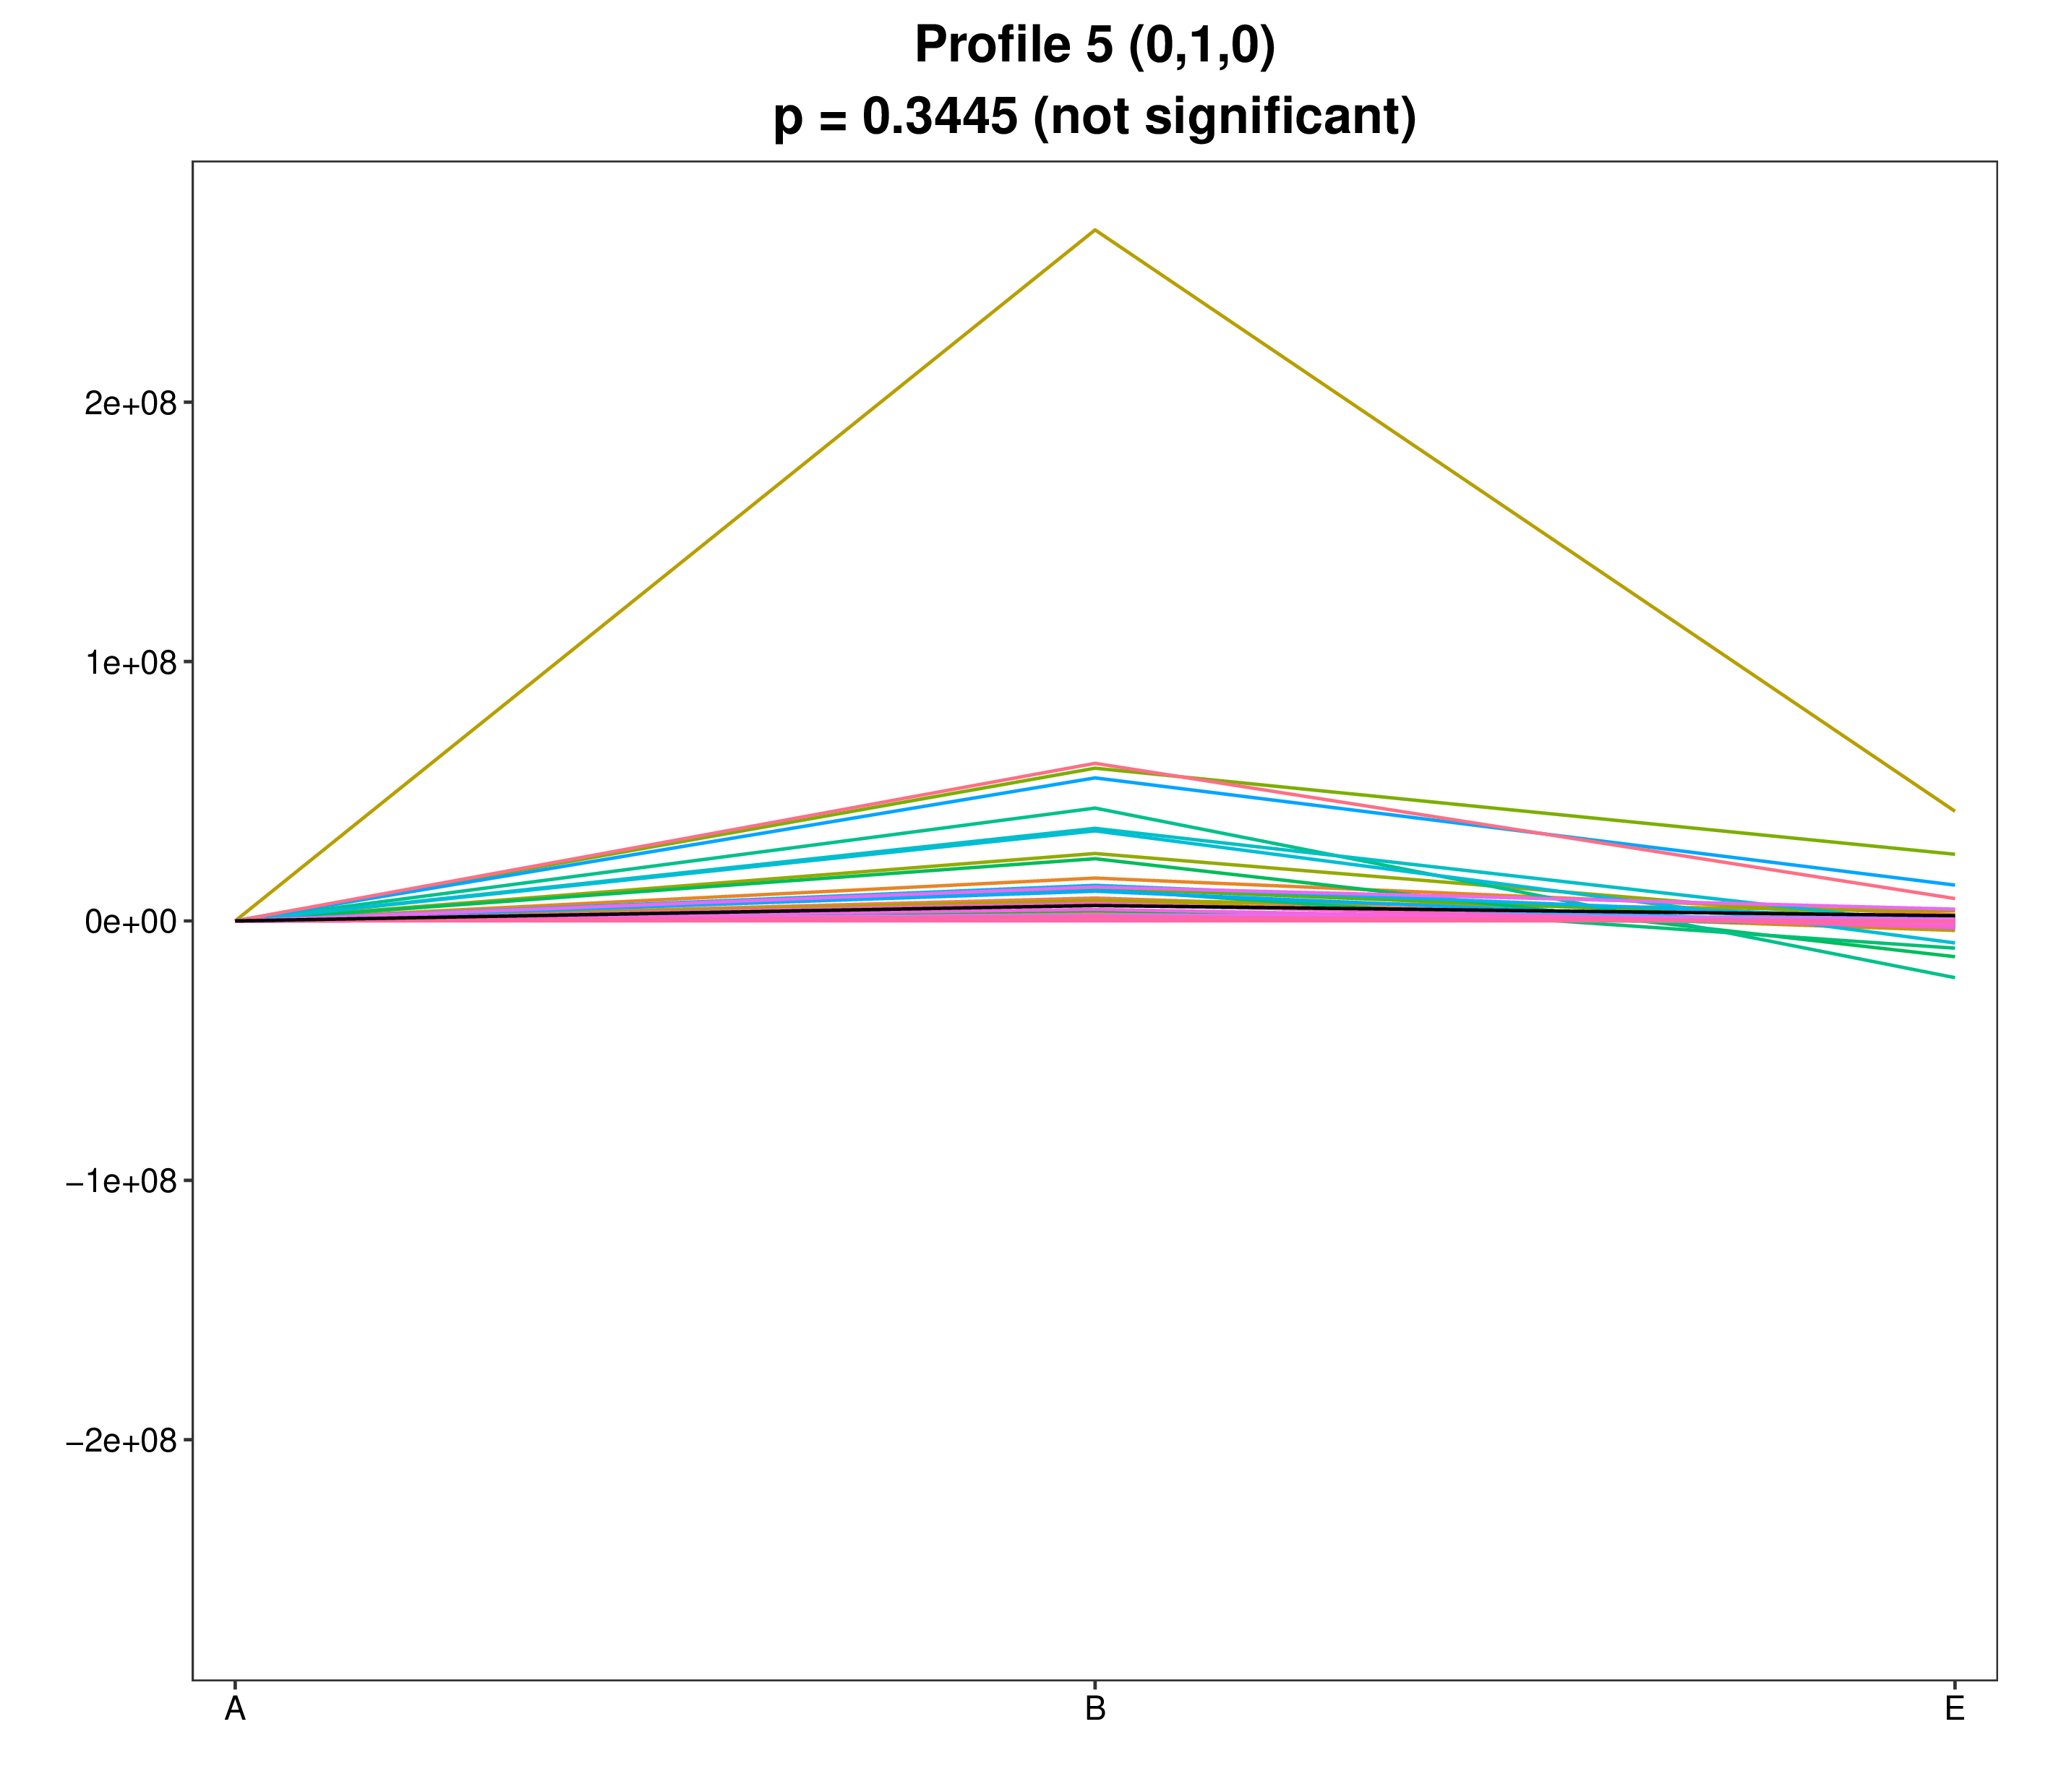 Profile 5 (0,1,0)
p = 0.3445 (not significant)
2e+08
1e+08
0e+00
−1e+08
−2e+08
A B E